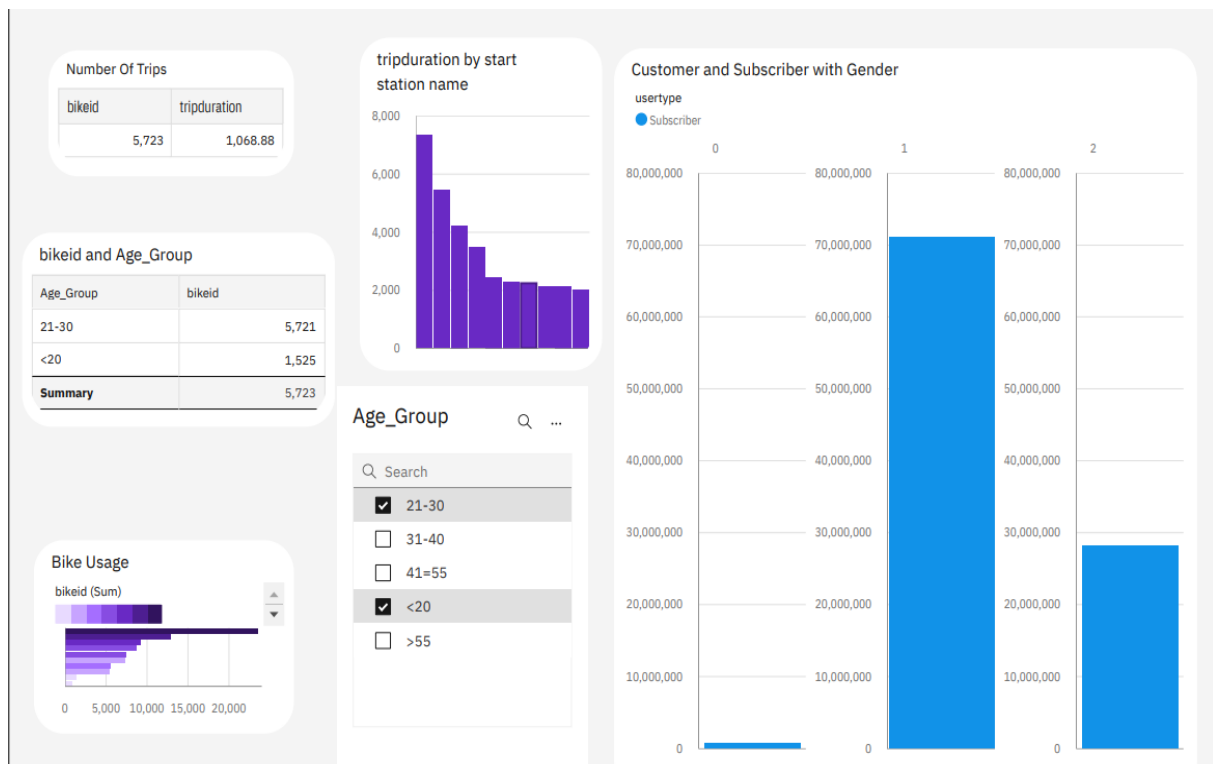 Number Of Trips
bikeid tripduration
5,723 1,068.88
bikeid and Age_Group
Age_Group bikeid
21-30 5,721
<20 1,525
Summary 5,723
Bike Usage
bikeid (Sum)
0 5,000 10,000 15,000 20,000
tripduration by start
station name
8,000
6,000
4,000
2,000
0
Age_Group ...
Search
21-30
31-40
41=55
<20
>55
Customer and Subscriber with Gender
usertype
Subscriber
0 1 2
80,000,000 80,000,000 80,000,000
70,000,000 70,000,000 70,000,000
60,000,000 60,000,000 60,000,000
50,000,000 50,000,000 50,000,000
40,000,000 40,000,000 40,000,000
30,000,000 30,000,000 30,000,000
20,000,000 20,000,000 20,000,000
10,000,000 10,000,000 10,000,000
0 0 0